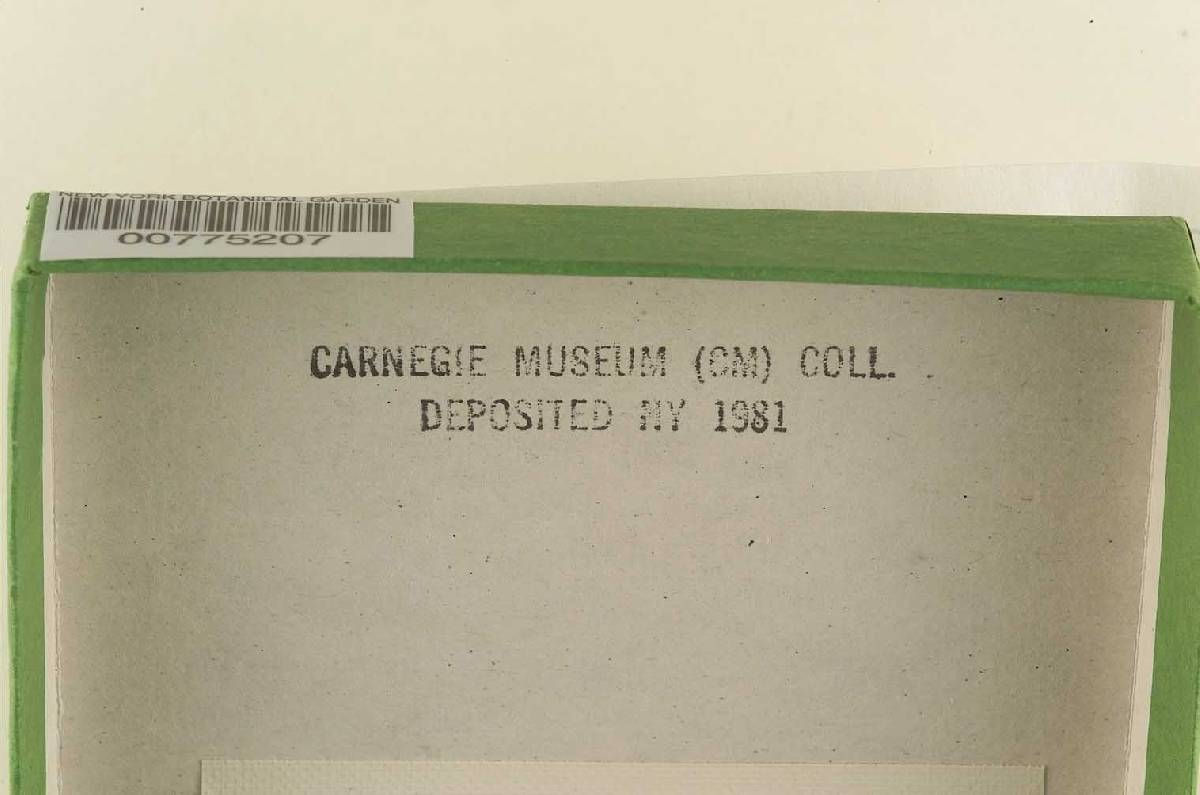 NEW YORK BOTANICAL GARDEN
00775207
CARNEGIE MUSEUM (CM) COLL.
DEPOSITED NY 1981